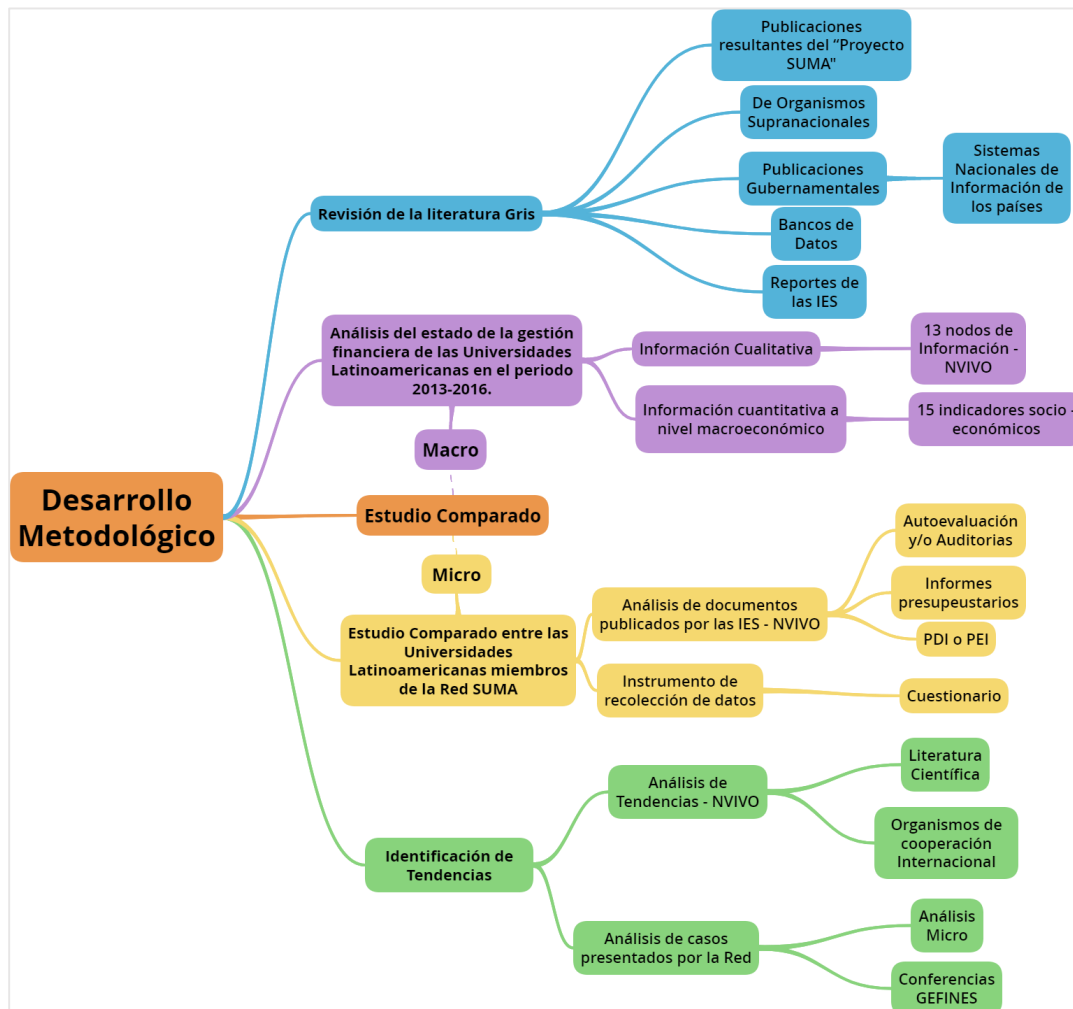 Publicaciones
resultantes del “Proyecto
SUMA"
De Organismos
Supranacionales
Publicaciones
Gubernamentales
Sistemas
Nacionales de
Información de
los países
Revisión de la literatura Gris
Bancos de
Datos
Reportes de
las IES
Análisis del estado de la gestión
financiera de las Universidades
Latinoamericanas en el periodo
2013-2016.
Información Cualitativa
13 nodos de
Información -
NVIVO
Información cuantitativa a
nivel macroeconómico
15 indicadores socio -
económicos
Macro
Desarrollo
Metodológico
Estudio Comparado
Micro
Estudio Comparado entre las
Universidades
Latinoamericanas miembros
de la Red SUMA
Análisis de documentos
publicados por las IES - NVIVO
Autoevaluación
y/o Auditorias
Informes
presupeustarios
PDI o PEI
Instrumento de
recolección de datos
Cuestionario
Identificación de
Tendencias
Análisis de
Tendencias - NVIVO
Literatura
Científica
Organismos de
cooperación
Internacional
Análisis de casos
presentados por la Red
Análisis
Micro
Conferencias
GEFINES